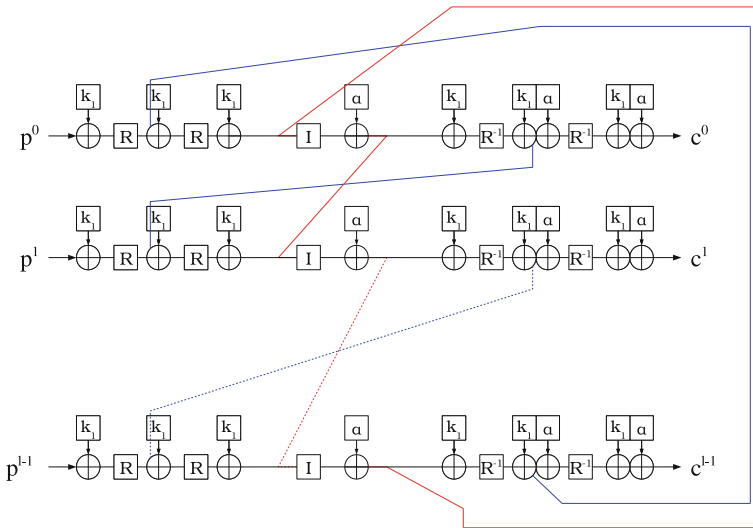 k₁ k₁ k₁ α k₁ k₁ α k₁ α
p⁰ R R I R⁻¹ R⁻¹ c⁰
k₁ k₁ k₁ α k₁ k₁ α k₁ α
p¹ R R I R⁻¹ R⁻¹ c¹
k₁ k₁ k₁ α k₁ k₁ α k₁ α
pˡ⁻¹ R R I R⁻¹ R⁻¹ cˡ⁻¹